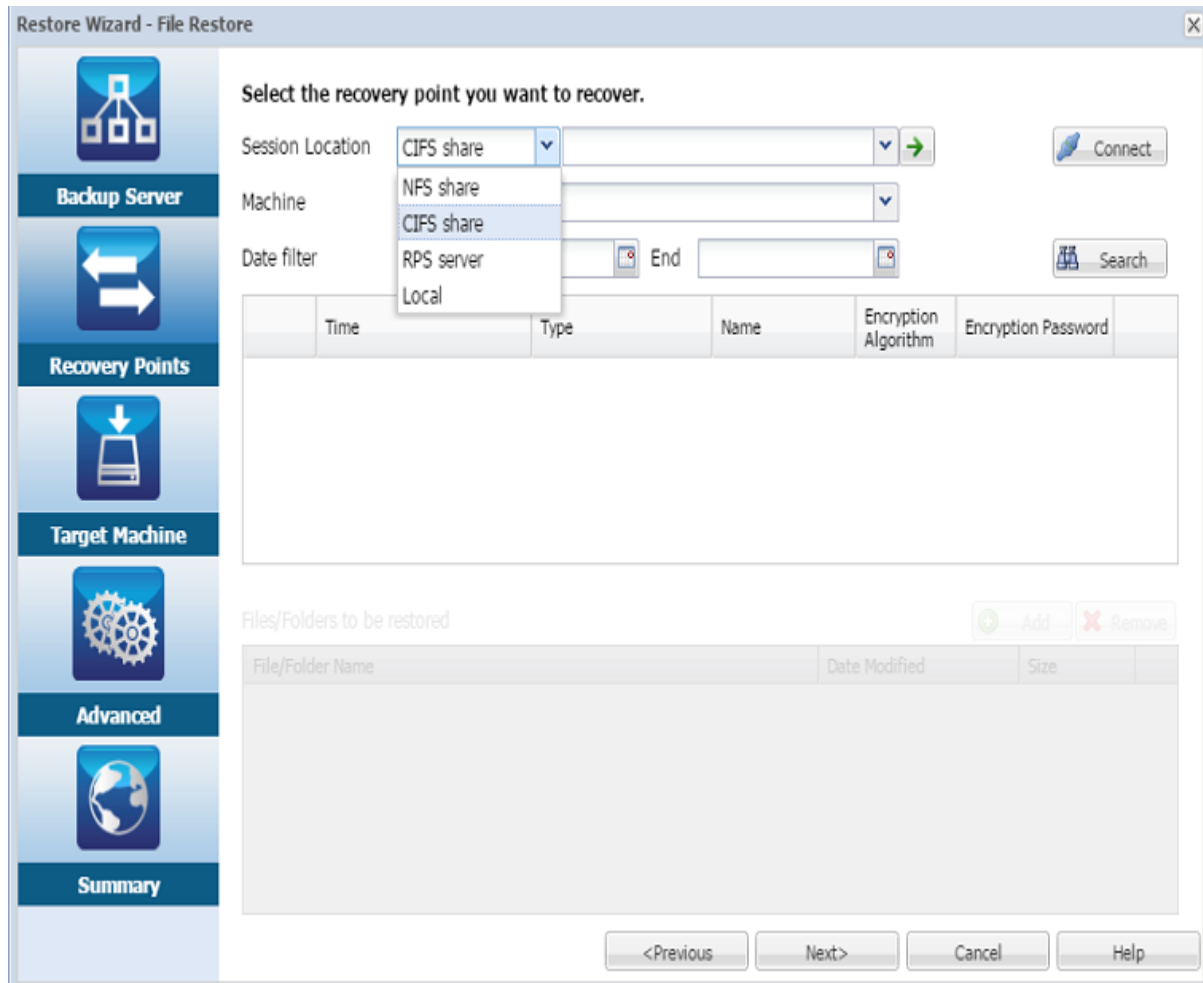 Restore Wizard - File Restore
Backup Server
Recovery Points
Target Machine
Advanced
Summary
Select the recovery point you want to recover.
Session Location CIFS share Connect
NFS share
CIFS share
RPS server
Local
Machine
Date filter End Search
Time Type Name Encryption Algorithm Encryption Password
Files/Folders to be restored Add Remove
File/Folder Name Date Modified Size
<Previous Next> Cancel Help